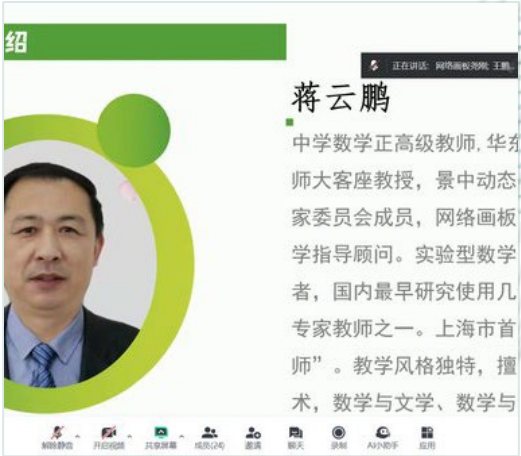 绍
正在讲话: 网络画板尧刚; 王鹏...
蒋云鹏
中学数学正高级教师, 华东
师大客座教授，景中动态
家委员会成员，网络画板
学指导顾问。实验型数学
者，国内最早研究使用几
专家教师之一。上海市首
师”。教学风格独特，擅
术，数学与文学、数学与
解除静音 开启视频 共享屏幕 成员(24) 邀请 聊天 录制 AI小助手 应用